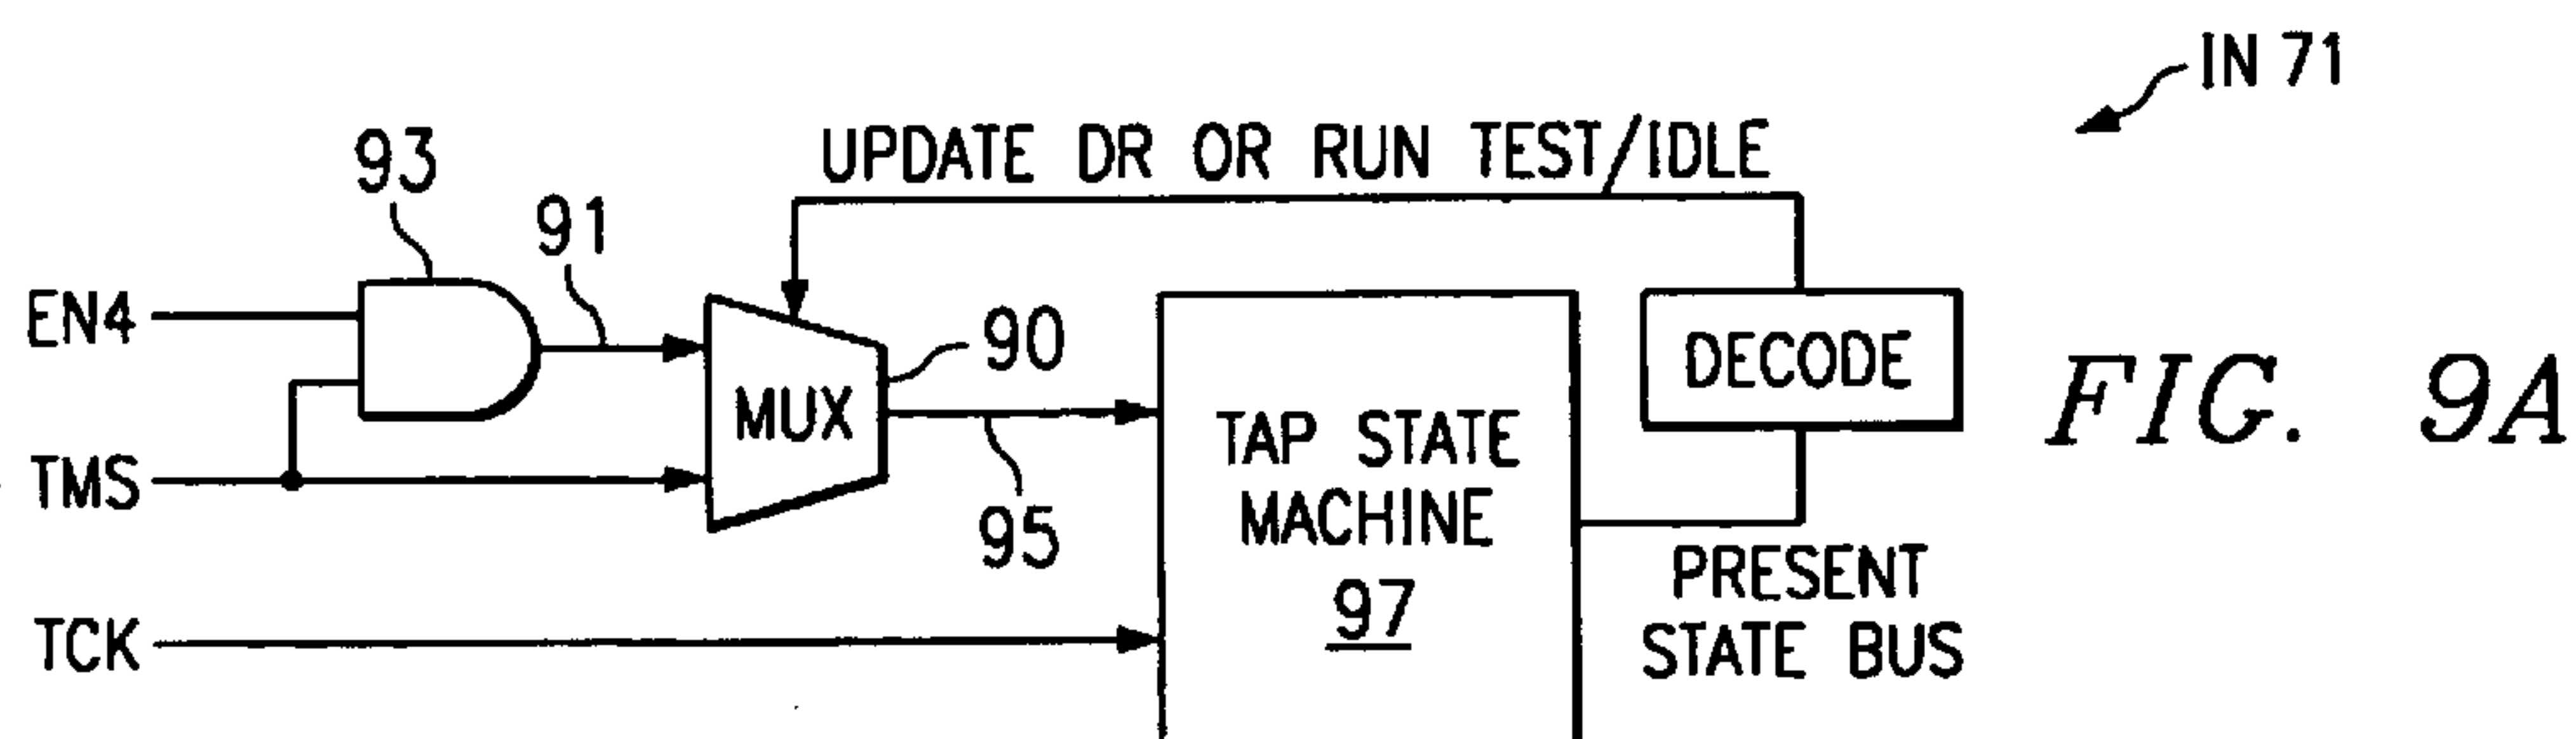 IN 71
UPDATE DR OR RUN TEST/IDLE
93
91
EN4
90
MUX
DECODE
FIG. 9A
TAP STATE
MACHINE
97
TMS
95
PRESENT
STATE BUS
TCK